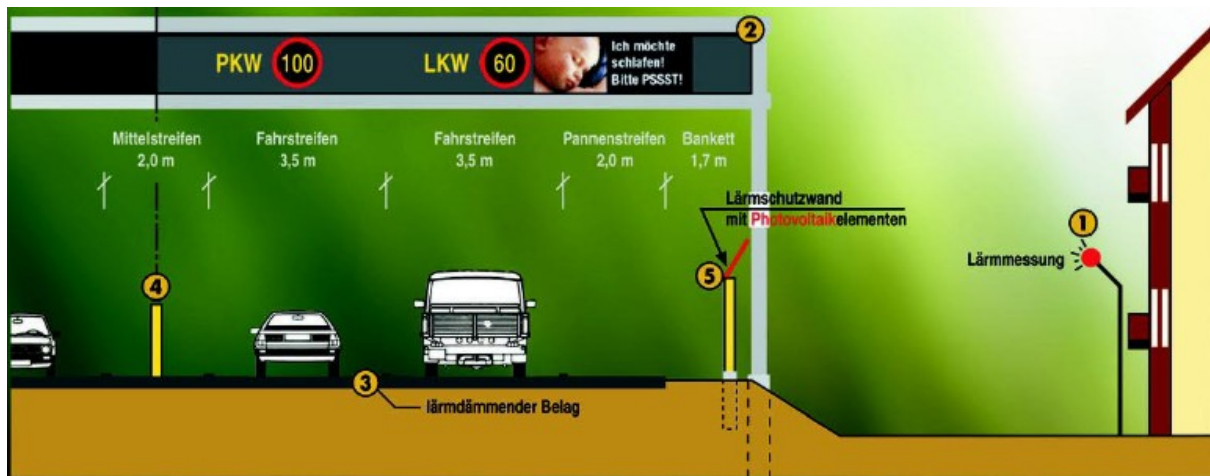 2
PKW 100 LKW 60
Ich möchte
schlafen!
Bitte PSSST!
Mittelstreifen
2,0 m
Fahrstreifen
3,5 m
Fahrstreifen
3,5 m
Pannenstreifen
2,0 m
Bankett
1,7 m
Lärmschutzwand
mit Photovoltaikelementen
1
Lärmmessung
5
4
3
lärmdämmender Belag